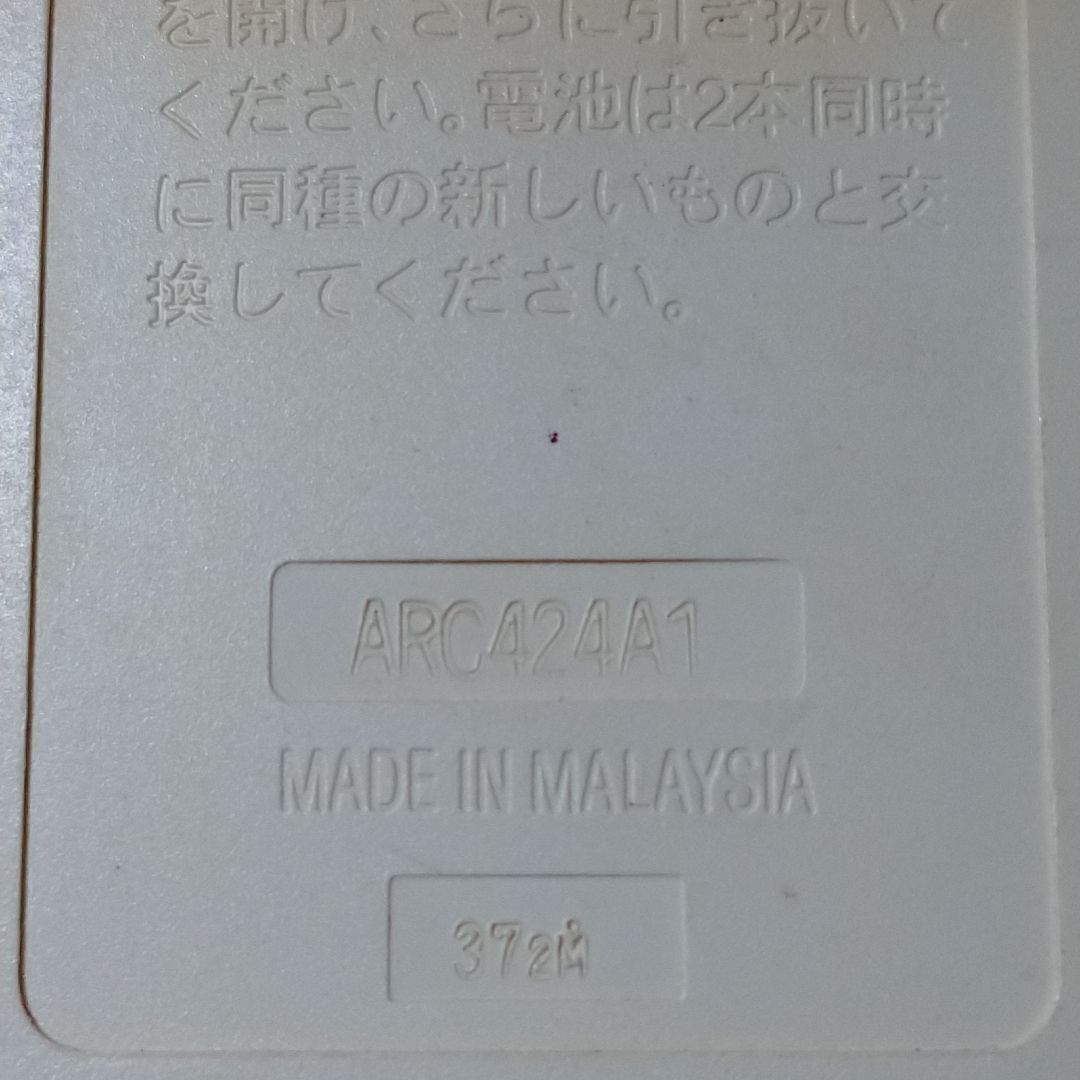 を開け、さらに引き抜いて
ください。電池は2本同時
に同種の新しいものと交
換してください。
ARC424A1
MADE IN MALAYSIA
372M